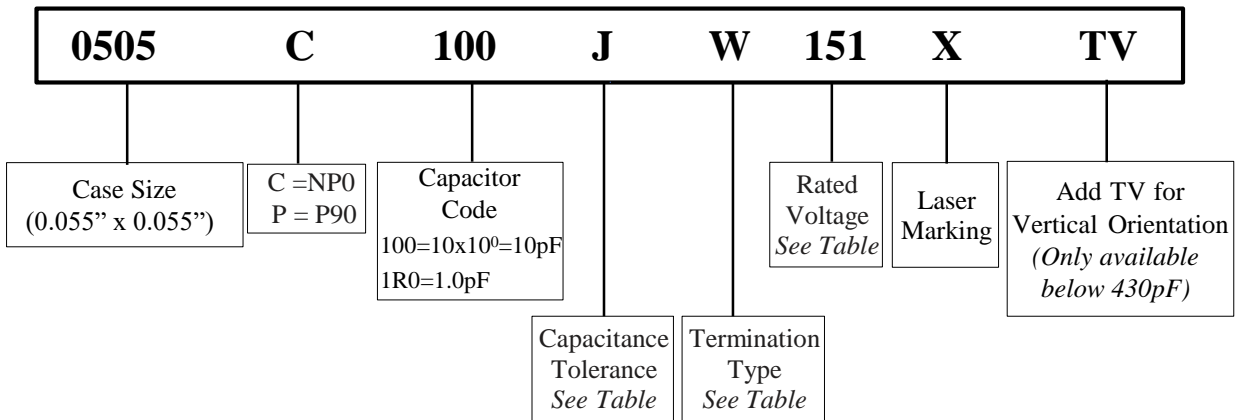 0505 C 100 J W 151 X TV
Case Size
(0.055” x 0.055”)
C =NP0
P = P90
Capacitor
Code
100=10x10⁰=10pF
1R0=1.0pF
Capacitance
Tolerance
See Table
Termination
Type
See Table
Rated
Voltage
See Table
Laser
Marking
Add TV for
Vertical Orientation
(Only available
below 430pF)